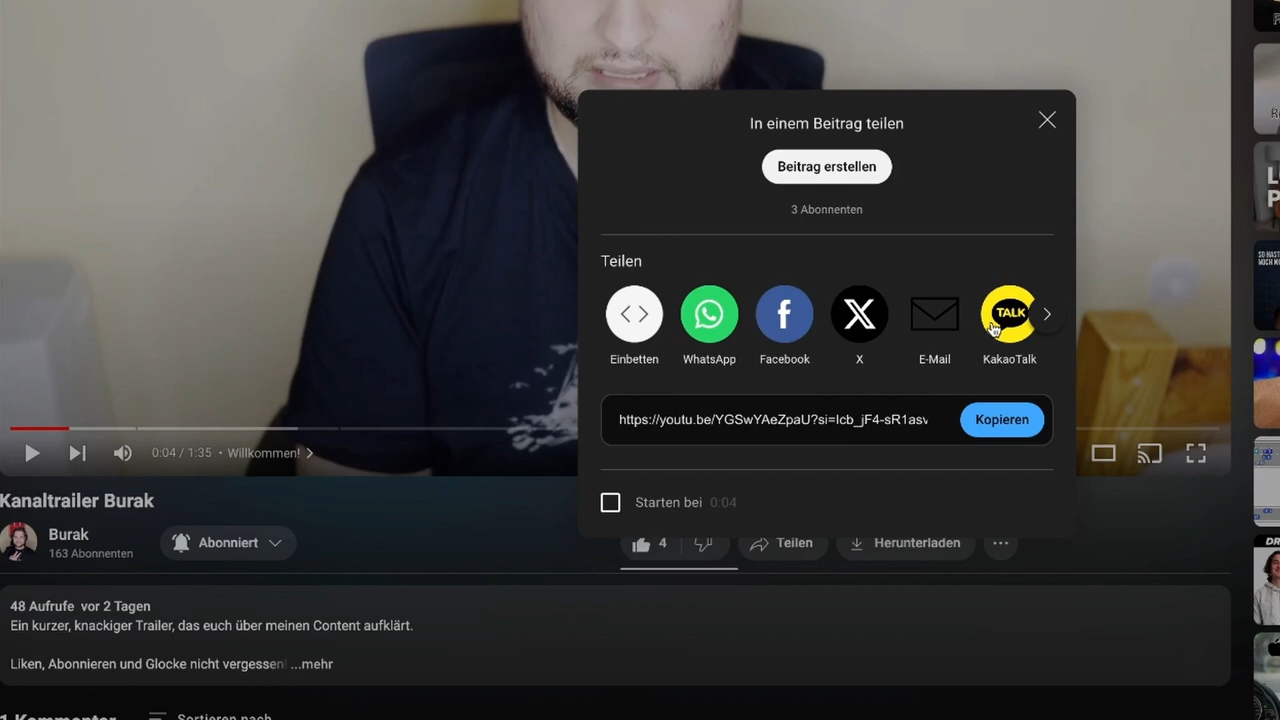 In einem Beitrag teilen
Beitrag erstellen
3 Abonnenten
Teilen
TALK
Einbetten WhatsApp Facebook X E-Mail KakaoTalk
https://youtu.be/YGSwYAeZpaU?si=Icb_jF4-sR1asv Kopieren
0:04 / 1:35 • Willkommen!
Starten bei 0:04
Kanaltrailer Burak
Burak
163 Abonnenten
Abonniert
4
Teilen
Herunterladen
48 Aufrufe vor 2 Tagen
Ein kurzer, knackiger Trailer, das euch über meinen Content aufklärt.
Liken, Abonnieren und Glocke nicht vergessen! ...mehr
1 Kommentar Sortieren nach